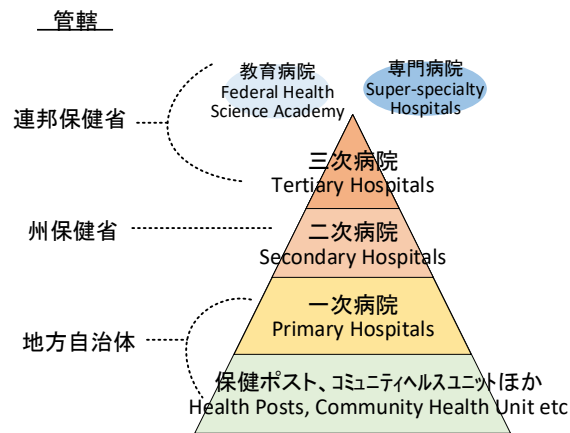 管轄
教育病院
Federal Health
Science Academy
専門病院
Super-specialty
Hospitals
連邦保健省
三次病院
Tertiary Hospitals
州保健省
二次病院
Secondary Hospitals
一次病院
Primary Hospitals
地方自治体
保健ポスト、コミュニティヘルスユニットほか
Health Posts, Community Health Unit etc